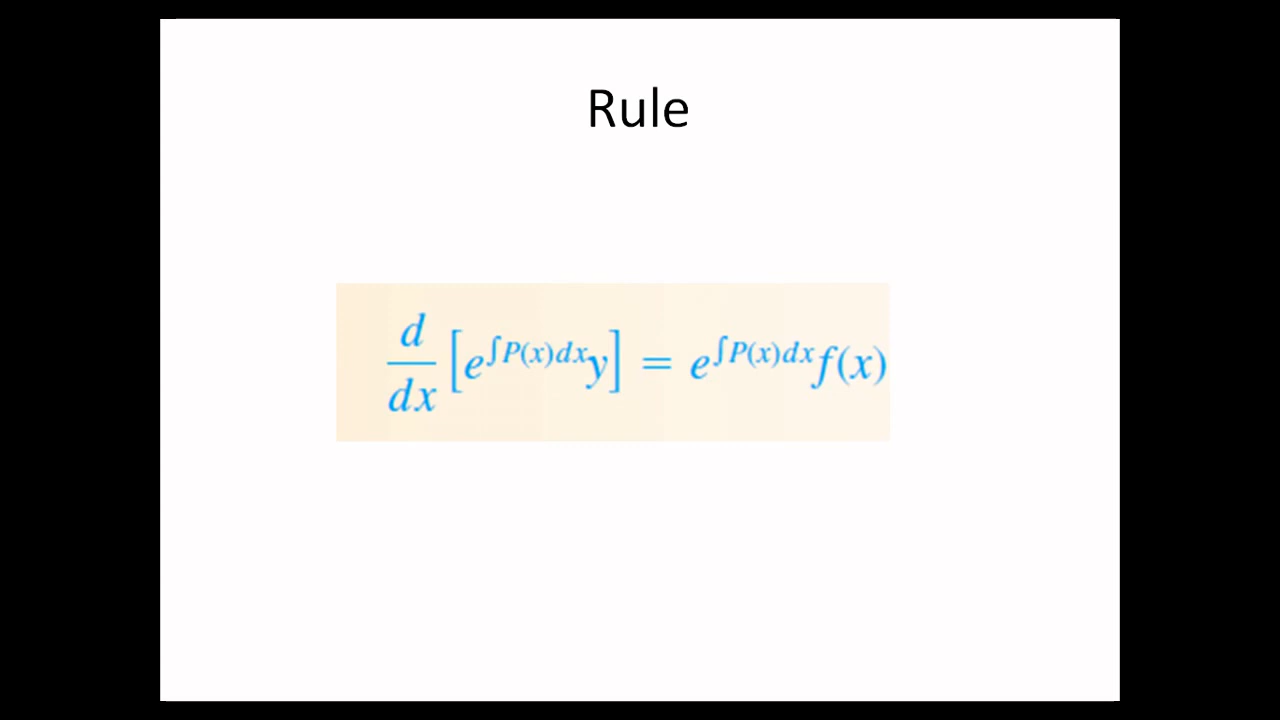 Rule
d/dx [e^{∫P(x)dx}y] = e^{∫P(x)dx}f(x)